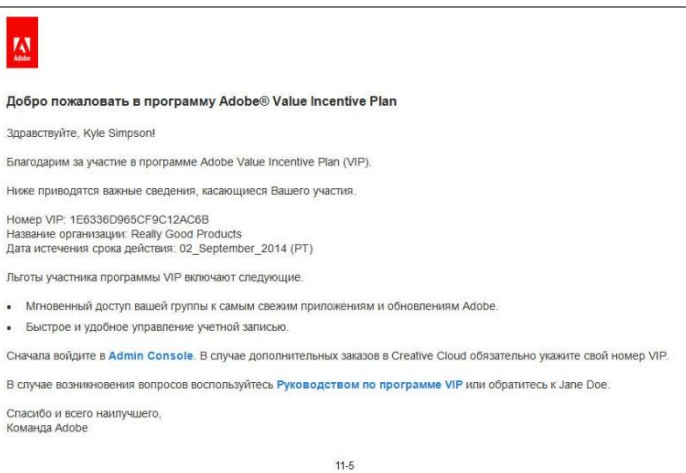 Adobe
Добро пожаловать в программу Adobe® Value Incentive Plan
Здравствуйте, Kyle Simpson!
Благодарим за участие в программе Adobe Value Incentive Plan (VIP).
Ниже приводятся важные сведения, касающиеся Вашего участия.
Номер VIP: 1E6336D965CF9C12AC6B
Название организации: Really Good Products
Дата истечения срока действия: 02_September_2014 (PT)
Льготы участника программы VIP включают следующие.
• Мгновенный доступ вашей группы к самым свежим приложениям и обновлениям Adobe.
• Быстрое и удобное управление учетной записью.
Сначала войдите в Admin Console. В случае дополнительных заказов в Creative Cloud обязательно укажите свой номер VIP.
В случае возникновения вопросов воспользуйтесь Руководством по программе VIP или обратитесь к Jane Doe.
Спасибо и всего наилучшего,
Команда Adobe
11-5